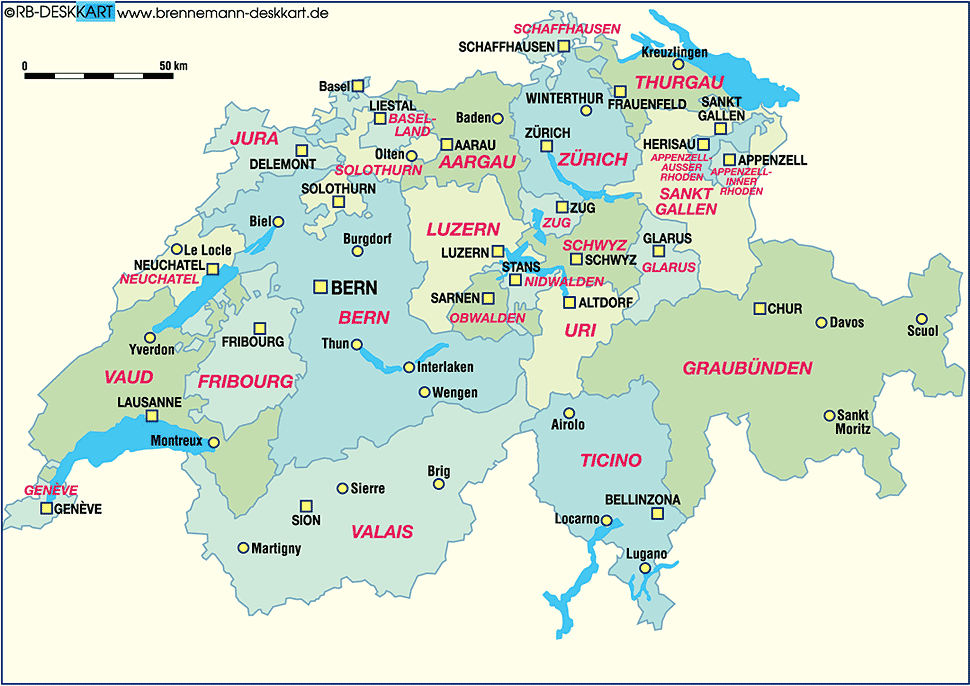 ©RB-DESKKART www.brennemann-deskkart.de
0 50 km
SCHAFFHAUSEN
SCHAFFHAUSEN
Kreuzlingen
THURGAU
Basel
LIESTAL
BASEL-
LAND
Baden
WINTERTHUR
FRAUENFELD
SANKT
GALLEN
JURA
DELEMONT
Olten
AARAU
AARGAU
SOLOTHURN
ZÜRICH
ZÜRICH
HERISAU
APPENZELL-
AUSSER
RHODEN
APPENZELL
APPENZELL-
INNER
RHODEN
SOLOTHURN
SANKT
GALLEN
Biel
ZUG
ZUG
LUZERN
Burgdorf
Le Locle
NEUCHATEL
NEUCHATEL
LUZERN
SCHWYZ
SCHWYZ
GLARUS
GLARUS
STANS
NIDWALDEN
BERN
BERN
SARNEN
OBWALDEN
ALTDORF
URI
CHUR
Davos
Scuol
Yverdon
FRIBOURG
Thun
Interlaken
VAUD
FRIBOURG
GRAUBÜNDEN
Wengen
LAUSANNE
Montreux
Airolo
Sankt
Moritz
TICINO
Brig
GENÈVE
GENÈVE
Sierre
SION
VALAIS
BELLINZONA
Locarno
Martigny
Lugano